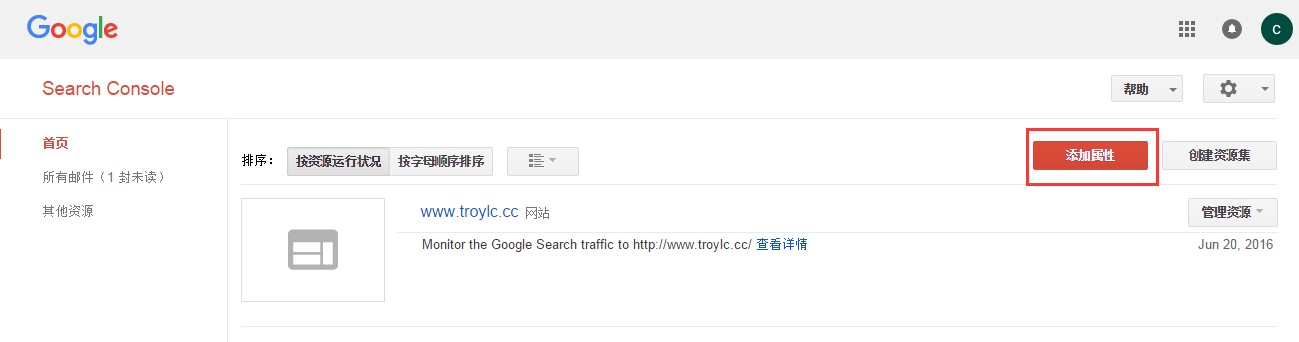 Google
C
Search Console
帮助
首页
所有邮件（1 封未读）
其他资源
排序： 按资源运行状况 按字母顺序排序
添加属性 创建资源集
www.troylc.cc 网站
管理资源
Monitor the Google Search traffic to http://www.troylc.cc/ 查看详情
Jun 20, 2016